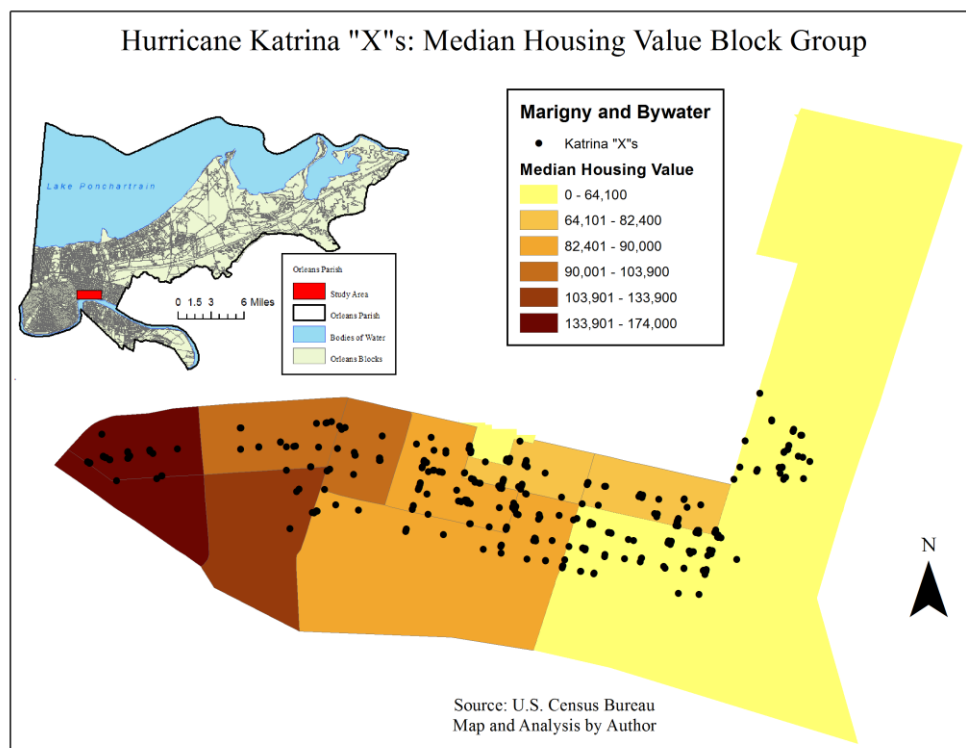 Hurricane Katrina "X"s: Median Housing Value Block Group
Lake Ponchartrain
0 1.5 3 6 Miles
Orleans Parish
Study Area
Orleans Parish
Bodies of Water
Orleans Blocks
Marigny and Bywater
Katrina "X"s
Median Housing Value
0 - 64,100
64,101 - 82,400
82,401 - 90,000
90,001 - 103,900
103,901 - 133,900
133,901 - 174,000
N
Source: U.S. Census Bureau
Map and Analysis by Author